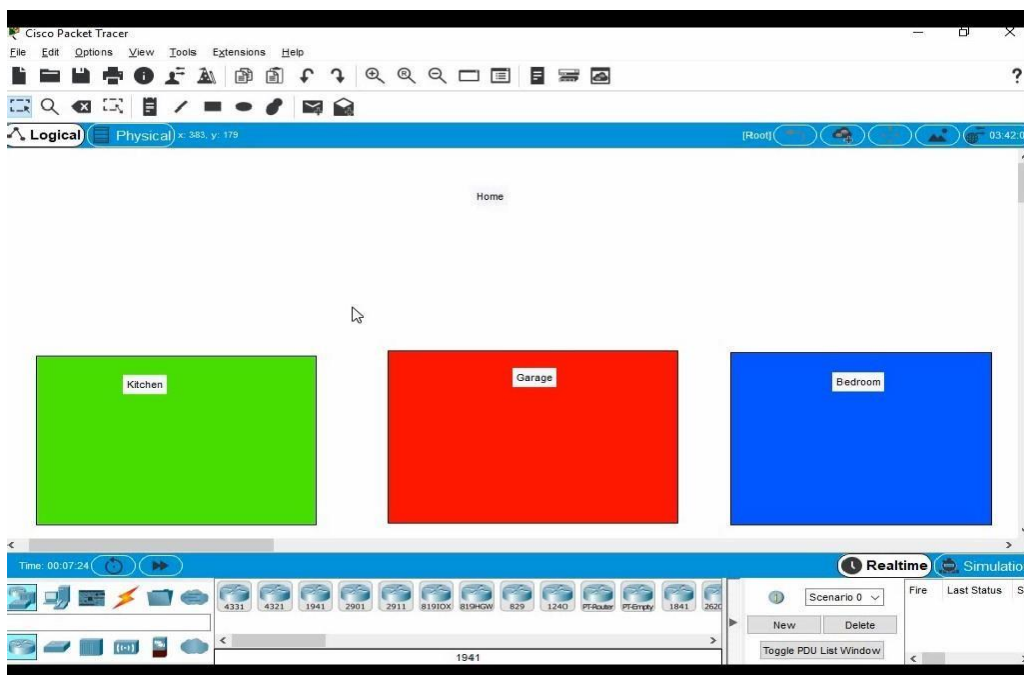 Cisco Packet Tracer
File Edit Options View Tools Extensions Help
?
Logical Physical x: 383, y: 179 [Root] 03:42:0
Home
Kitchen
Garage
Bedroom
Time: 00:07:24 Realtime Simulatio
4331 4321 1941 2901 2911 819IOX 819HGW 829 1240 PT-Router PT-Empty 1841 262
Scenario 0 Fire Last Status S
New Delete
Toggle PDU List Window
1941